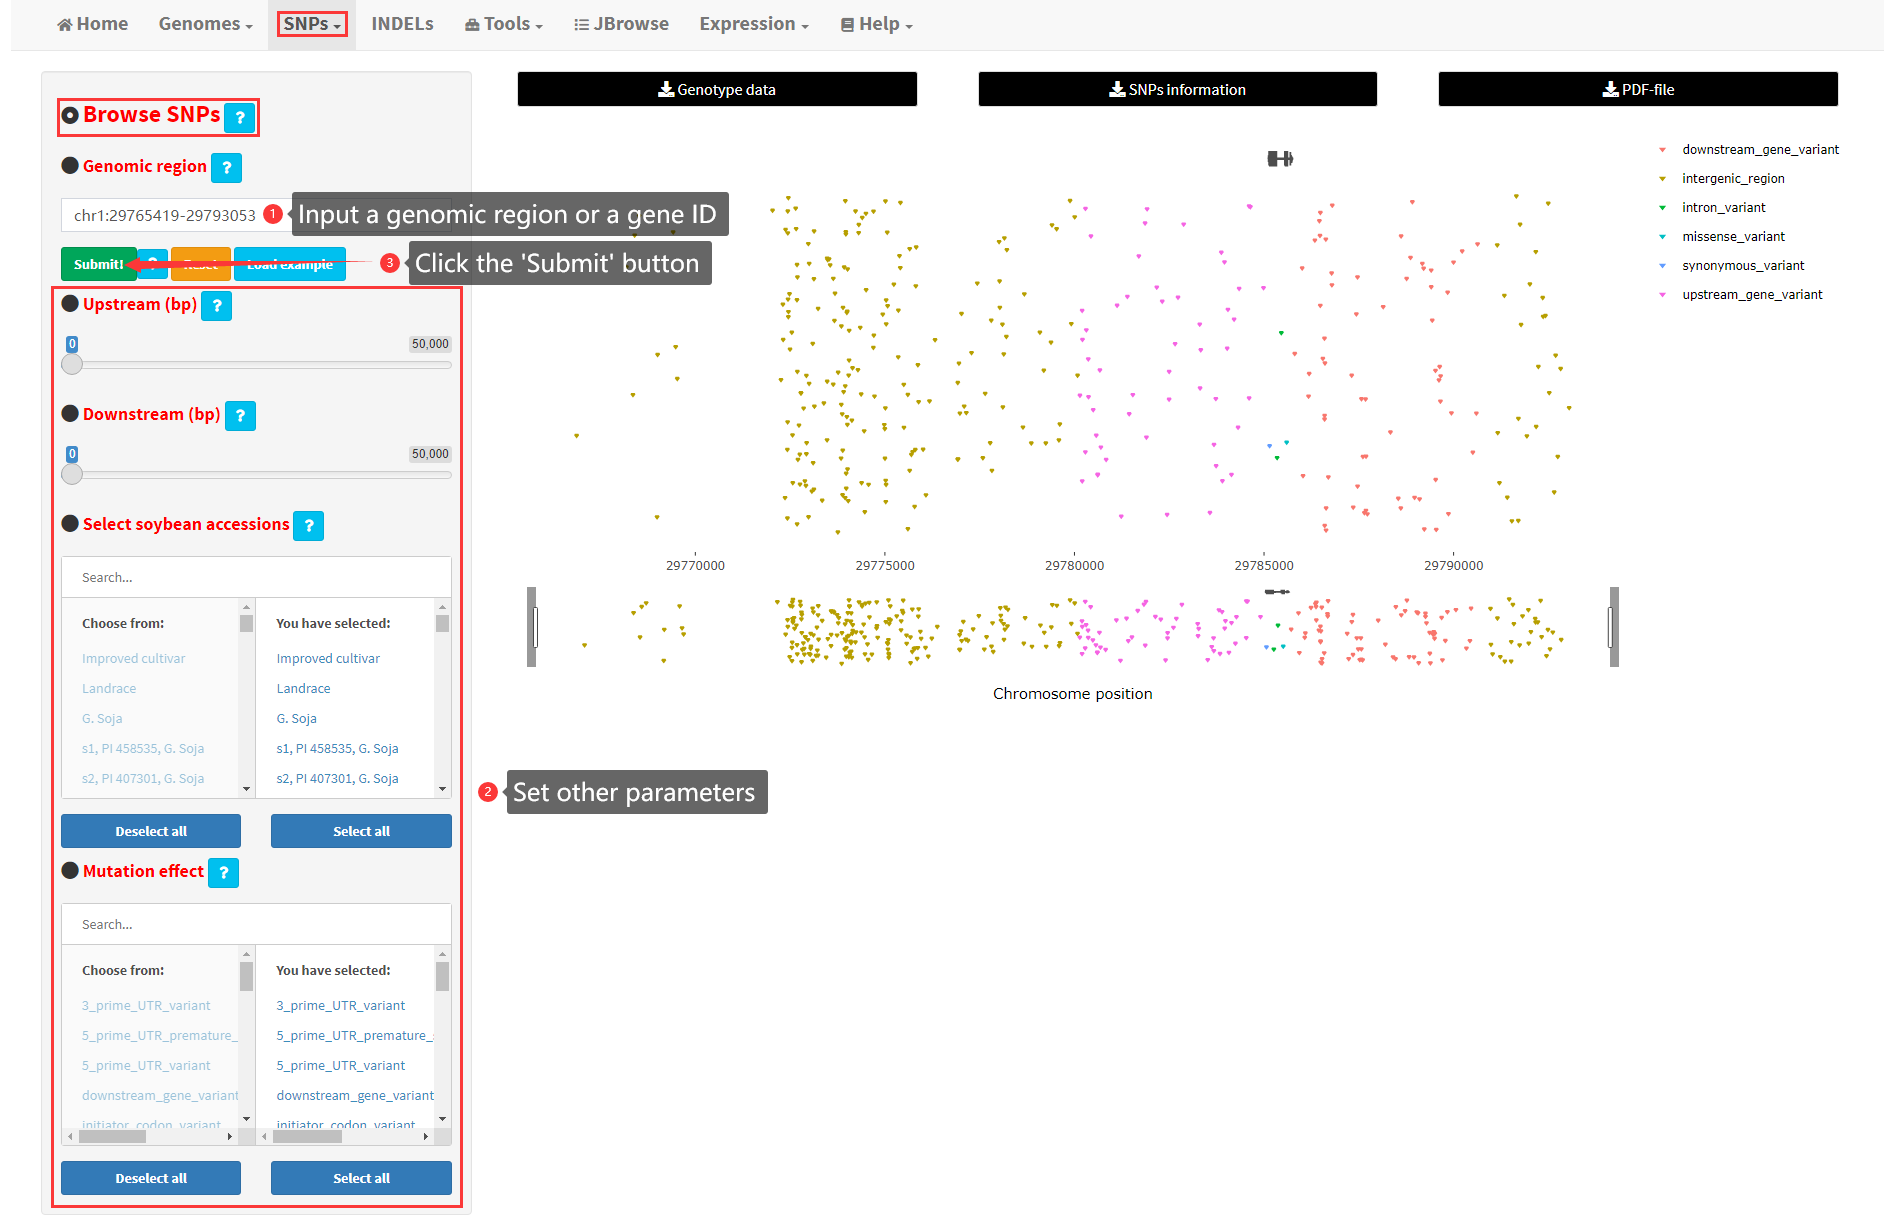 Home Genomes SNPs INDELs Tools JBrowse Expression Help
Genotype data SNPs information PDF-file
Browse SNPs ?
Genomic region ?
chr1:29765419-29793053 1 Input a genomic region or a gene ID
Submit! ? Reset Load example 3 Click the 'Submit' button
Upstream (bp) ?
0 50,000
Downstream (bp) ?
0 50,000
Select soybean accessions ?
Search...
Choose from: You have selected:
Improved cultivar Improved cultivar
Landrace Landrace
G. Soja G. Soja
s1, PI 458535, G. Soja s1, PI 458535, G. Soja
s2, PI 407301, G. Soja s2, PI 407301, G. Soja
2 Set other parameters
Deselect all Select all
Mutation effect ?
Search...
Choose from: You have selected:
3_prime_UTR_variant 3_prime_UTR_variant
5_prime_UTR_premature_ 5_prime_UTR_premature_
5_prime_UTR_variant 5_prime_UTR_variant
downstream_gene_variant downstream_gene_variant
initiator_codon_variant initiator_codon_variant
Deselect all Select all
downstream_gene_variant
intergenic_region
intron_variant
missense_variant
synonymous_variant
upstream_gene_variant
29770000 29775000 29780000 29785000 29790000
Chromosome position